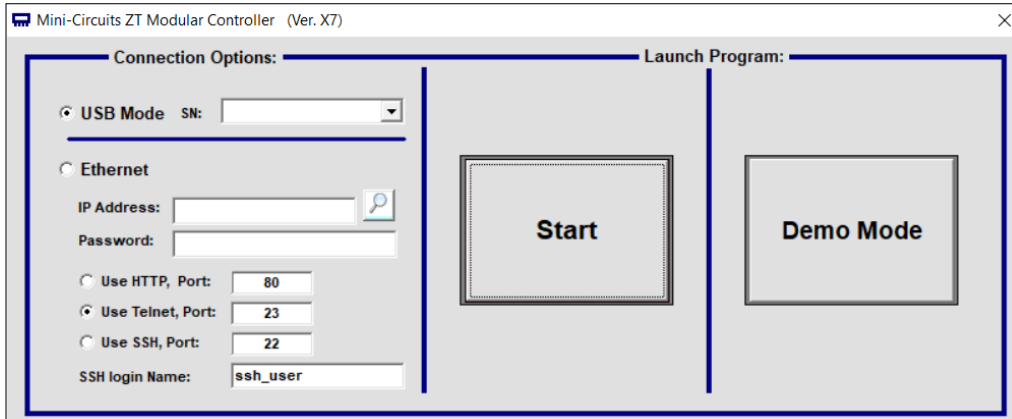 Mini-Circuits ZT Modular Controller (Ver. X7)
Connection Options:
USB Mode SN:
Ethernet
IP Address:
Password:
Use HTTP, Port: 80
Use Telnet, Port: 23
Use SSH, Port: 22
SSH login Name: ssh_user
Launch Program:
Start
Demo Mode